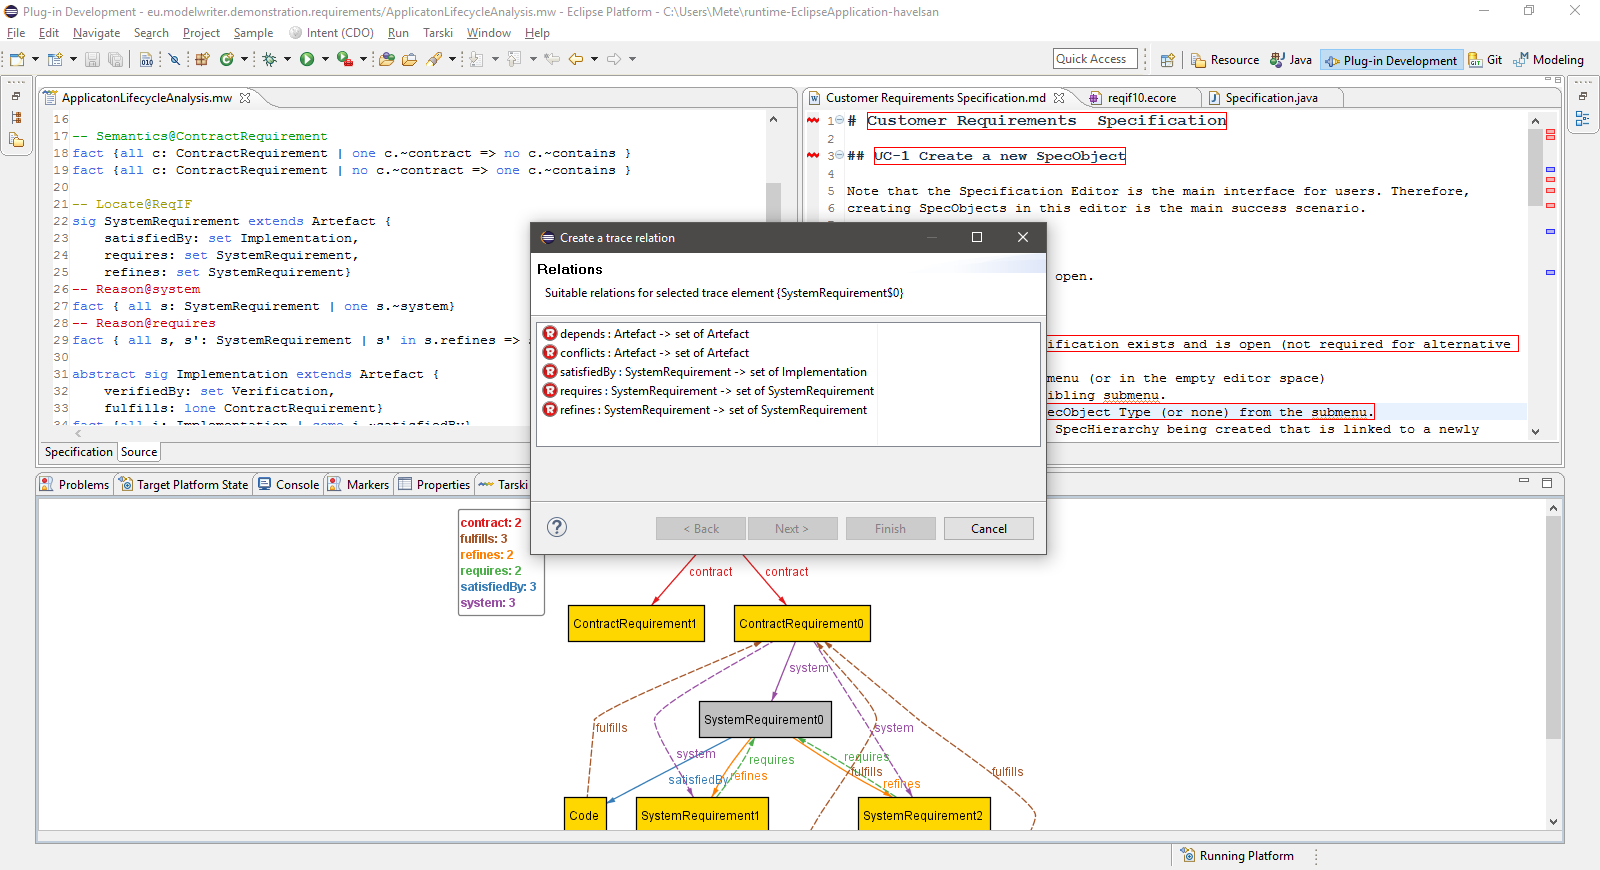 Plug-in Development - eu.modelwriter.demonstration.requirements/ApplicatonLifecycleAnalysis.mw - Eclipse Platform - C:\Users\Mete\runtime-EclipseApplication-havelsan
File Edit Navigate Search Project Sample Intent (CDO) Run Tarski Window Help
Quick Access Resource Java Plug-in Development Git Modeling
ApplicatonLifecycleAnalysis.mw
16
17 -- Semantics@ContractRequirement
18 fact {all c: ContractRequirement | one c.~contract => no c.~contains }
19 fact {all c: ContractRequirement | no c.~contract => one c.~contains }
20
21 -- Locate@ReqIF
22 sig SystemRequirement extends Artefact {
23 satisfiedBy: set Implementation,
24 requires: set SystemRequirement,
25 refines: set SystemRequirement}
26 -- Reason@system
27 fact { all s: SystemRequirement | one s.~system}
28 -- Reason@requires
29 fact { all s, s': SystemRequirement | s' in s.refines =>
30
31 abstract sig Implementation extends Artefact {
32 verifiedBy: set Verification,
33 fulfills: lone ContractRequirement}
34 fact {all i: Implementation | some i.~satisfiedBy}
Specification Source
Customer Requirements Specification.md reqif10.ecore Specification.java
1 # Customer Requirements  Specification
2
3 ## UC-1 Create a new SpecObject
4
5 Note that the Specification Editor is the main interface for users. Therefore,
6 creating SpecObjects in this editor is the main success scenario.
open.
ification exists and is open (not required for alternative
menu (or in the empty editor space)
ibling submenu.
ecObject Type (or none) from the submenu.
SpecHierarchy being created that is linked to a newly
Create a trace relation
Relations
Suitable relations for selected trace element {SystemRequirement$0}
R depends : Artefact -> set of Artefact
R conflicts : Artefact -> set of Artefact
R satisfiedBy : SystemRequirement -> set of Implementation
R requires : SystemRequirement -> set of SystemRequirement
R refines : SystemRequirement -> set of SystemRequirement
? < Back Next > Finish Cancel
Problems Target Platform State Console Markers Properties Tarski
contract: 2
fulfills: 3
refines: 2
requires: 2
satisfiedBy: 3
system: 3
contract contract
ContractRequirement1 ContractRequirement0
system
SystemRequirement0
fulfills system
system requires requires
satisfiedBy refines fulfills fulfills
refines
Code SystemRequirement1 SystemRequirement2
Running Platform